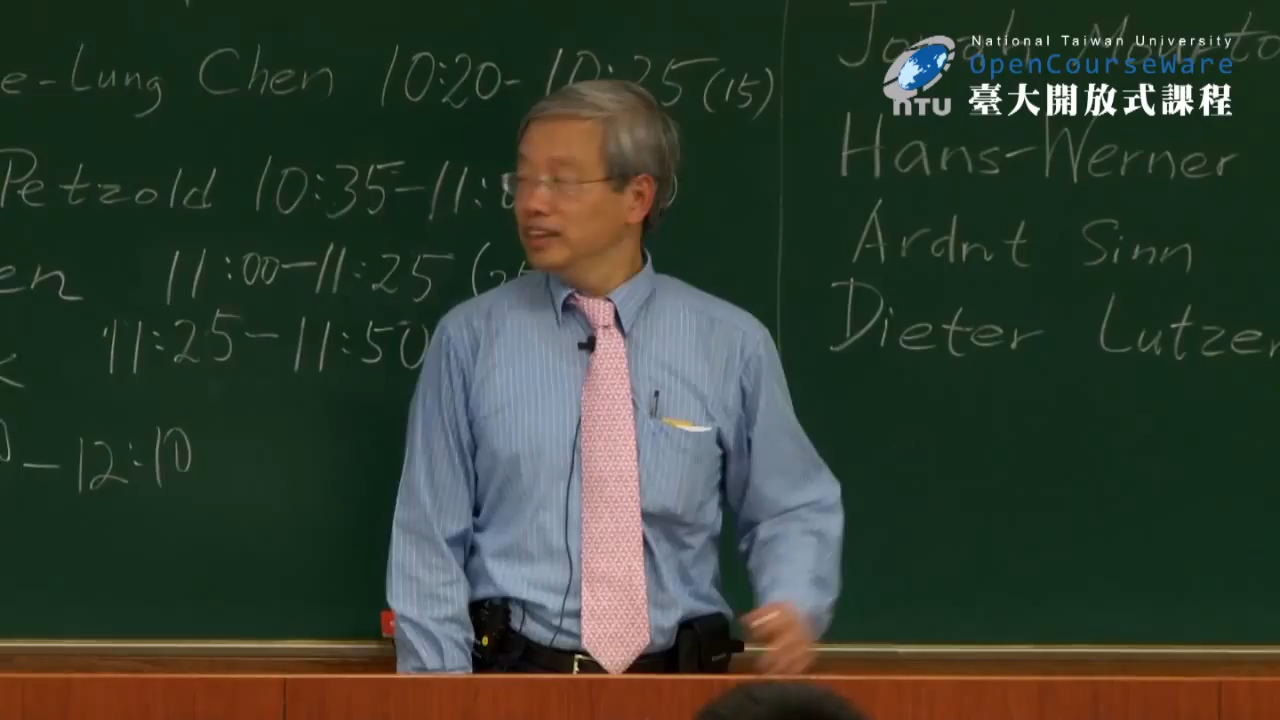 e-Lung Chen 10:20-10:35(15)
Petzold 10:35-11:
en 11:00-11:25 (25
11:25-11:50
-12:10
National Taiwan University
OpenCourseWare
NTU 臺大開放式課程
Hans-Werner
Ardnt Sinn
Dieter Lutzer